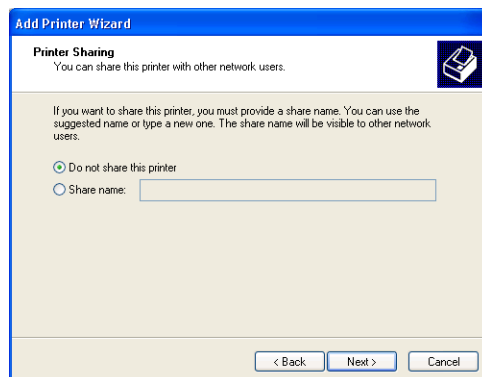 Add Printer Wizard
Printer Sharing
You can share this printer with other network users.
If you want to share this printer, you must provide a share name. You can use the
suggested name or type a new one. The share name will be visible to other network
users.
Do not share this printer
Share name:
< Back
Next >
Cancel